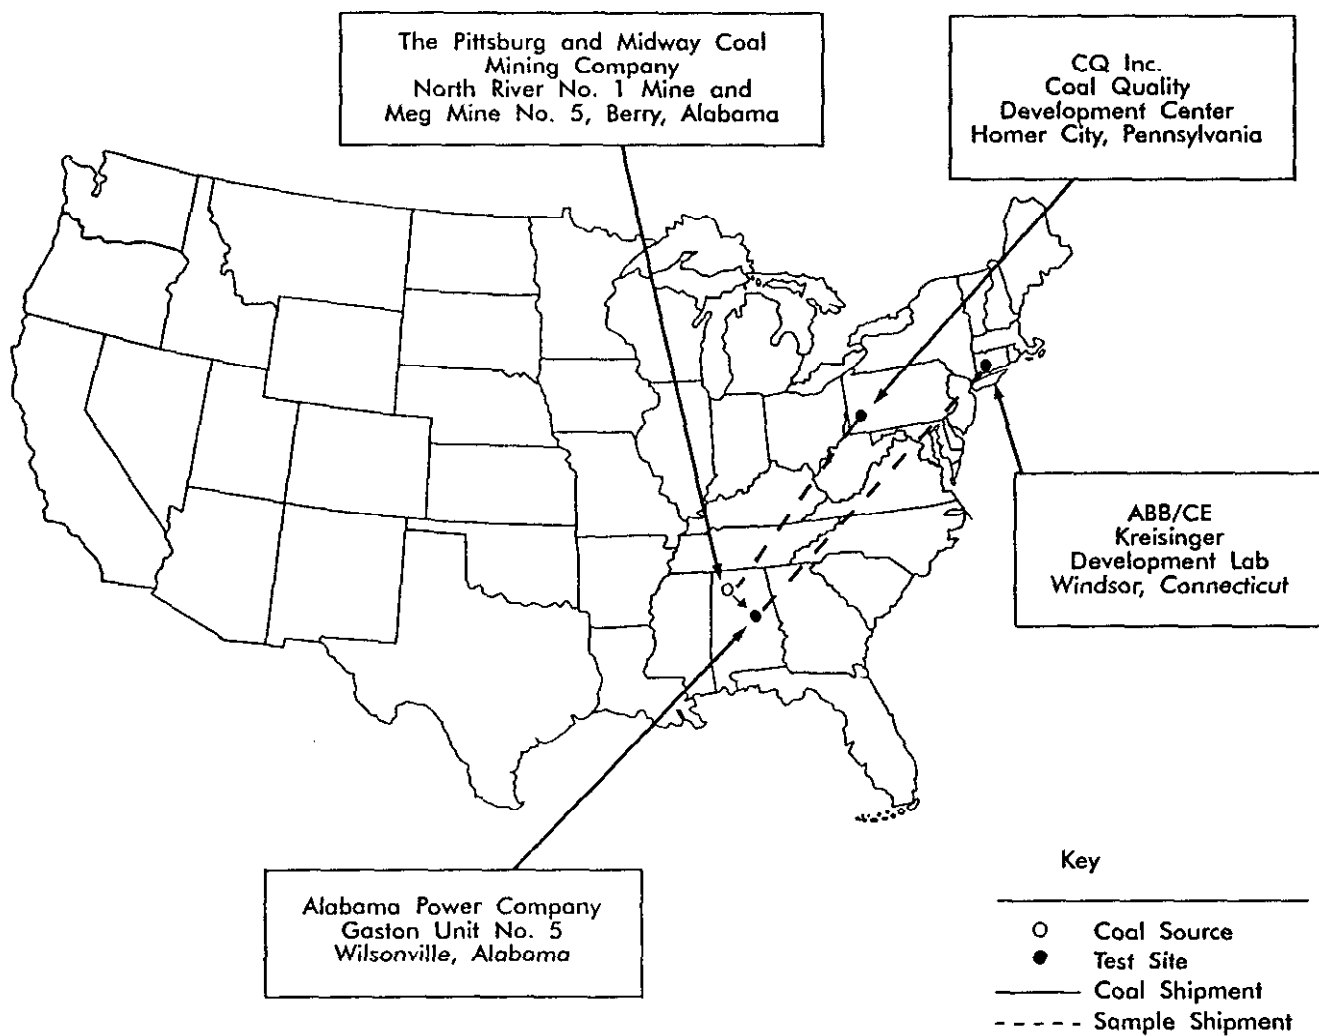 The Pittsburg and Midway Coal
Mining Company
North River No. 1 Mine and
Meg Mine No. 5, Berry, Alabama
CQ Inc.
Coal Quality
Development Center
Homer City, Pennsylvania
ABB/CE
Kreisinger
Development Lab
Windsor, Connecticut
Alabama Power Company
Gaston Unit No. 5
Wilsonville, Alabama
Key
Coal Source
Test Site
Coal Shipment
Sample Shipment